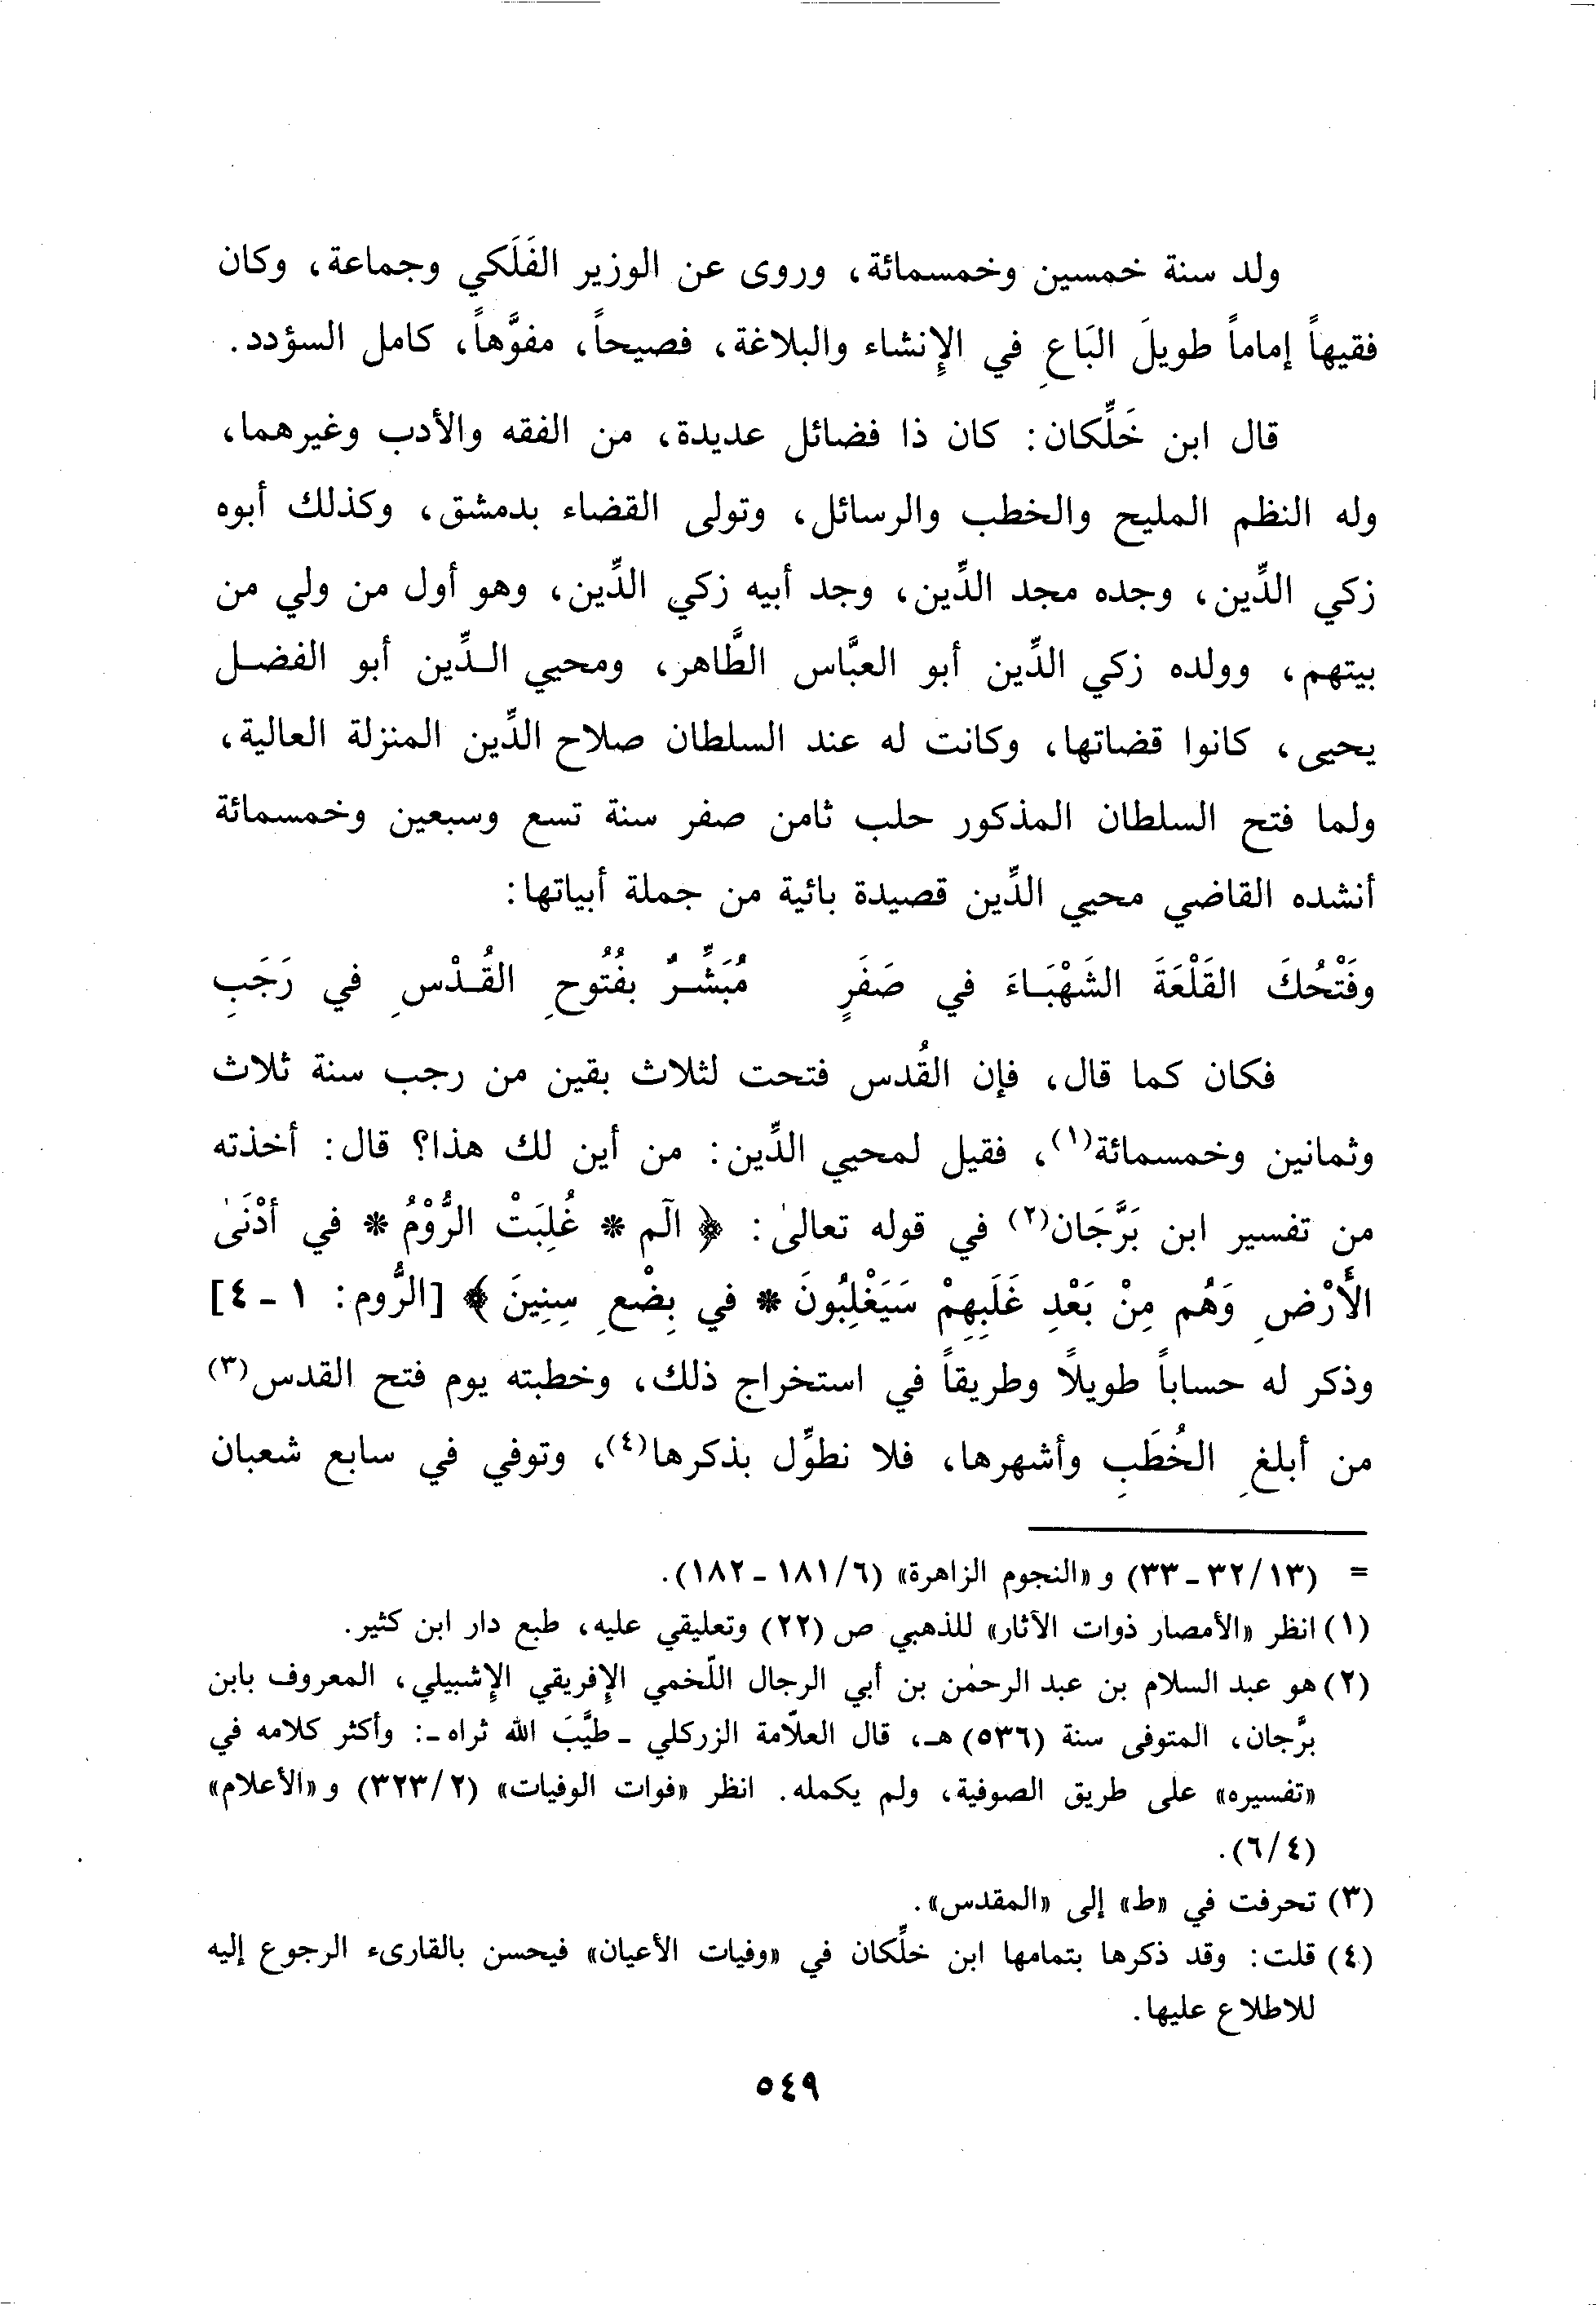 ولد سنة خمسين وخمسمائة، وروى عن الوزير الفَلَكي وجماعة، وكان
فقيهاً إماماً طويلَ البَاعِ في الإِنشاء والبلاغة، فصيحاً، مفوَّهاً، كامل السؤدد.
قال ابن خَلِّكان: كان ذا فضائل عديدة، من الفقه والأدب وغيرهما،
وله النظم المليح والخطب والرسائل، وتولى القضاء بدمشق، وكذلك أبوه
زكي الدِّين، وجده مجد الدِّين، وجد أبيه زكي الدِّين، وهو أول من ولي من
بيتهم، وولده زكي الدِّين أبو العبَّاس الطَّاهر، ومحيي الـدِّين أبو الفضـل
يحيى، كانوا قضاتها، وكانت له عند السلطان صلاح الدِّين المنزلة العالية،
ولما فتح السلطان المذكور حلب ثامن صفر سنة تسع وسبعين وخمسمائة
أنشده القاضي محيي الدِّين قصيدة بائية من جملة أبياتها:
وفَتْحُكَ القَلْعَةَ الشَهْبَـاءَ في صَفَرٍ مُبَشِّـرٌ بفُتُوحِ القُـدْسِ في رَجَبِ
فكان كما قال، فإن القُدس فتحت لثلاث بقين من رجب سنة ثلاث
وثمانين وخمسمائة(١)، فقيل لمحيي الدِّين: من أين لك هذا؟ قال: أخذته
من تفسير ابن بَرَّجَان(٢) في قوله تعالىٰ: ﴿ الٓم * غُلِبَتْ الرُّوْمُ * في أدْنَىٰ
الأَرْضِ وَهُم مِنْ بَعْدِ غَلَبِهِمْ سَيَغْلِبُونَ * في بِضْعِ سِنِينَ ﴾ [الرُّوم: ١ - ٤]
وذكر له حساباً طويلاً وطريقاً في استخراج ذلك، وخطبته يوم فتح القدس(٣)
من أبلغِ الخُطَبِ وأشهرها، فلا نطوِّل بذكرها(٤)، وتوفي في سابع شعبان
= (١٣/ ٣٢ - ٣٣) و «النجوم الزاهرة» (٦/ ١٨١ - ١٨٢).
(١) انظر «الأمصار ذوات الآثار» للذهبي ص (٢٢) وتعليقي عليه، طبع دار ابن كثير.
(٢) هو عبد السلام بن عبد الرحمٰن بن أبي الرجال اللّخمي الإفريقي الإشبيلي، المعروف بابن
برَّجان، المتوفى سنة (٥٣٦) هـ، قال العلاّمة الزركلي - طيَّبَ الله ثراه -: وأكثر كلامه في
«تفسيره» على طريق الصوفية، ولم يكمله. انظر «فوات الوفيات» (٢/ ٣٢٣) و «الأعلام»
(٤/ ٦).
(٣) تحرفت في «ط» إلى «المقدس».
(٤) قلت: وقد ذكرها بتمامها ابن خلِّكان في «وفيات الأعيان» فيحسن بالقارىء الرجوع إليه
للاطلاع عليها.
٥٤٩